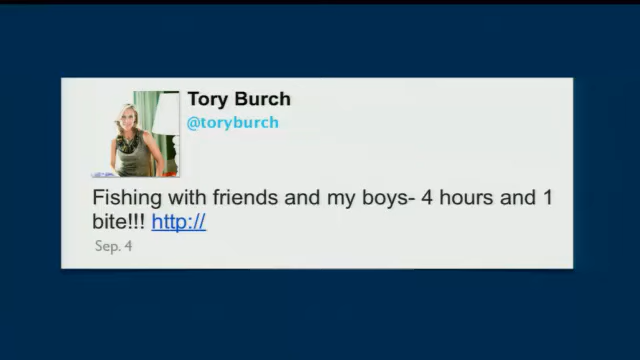 Tory Burch
@toryburch
Fishing with friends and my boys- 4 hours and 1
bite!!! http://
Sep. 4